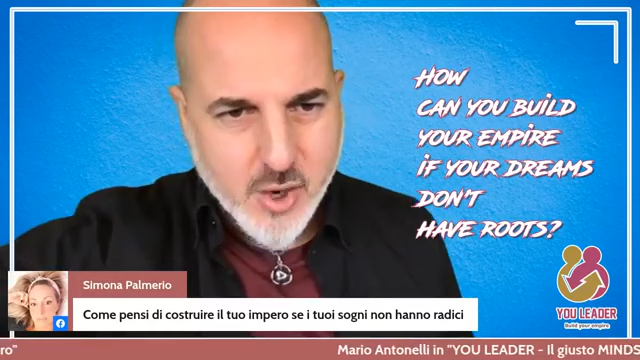 HOW
CAN YOU BUILD
YOUR EMPIRE
IF YOUR DREAMS
DON'T
HAVE ROOTS?
YOU LEADER
Build your empire
Simona Palmerio
Come pensi di costruire il tuo impero se i tuoi sogni non hanno radici
ro" Mario Antonelli in "YOU LEADER - Il giusto MINDS